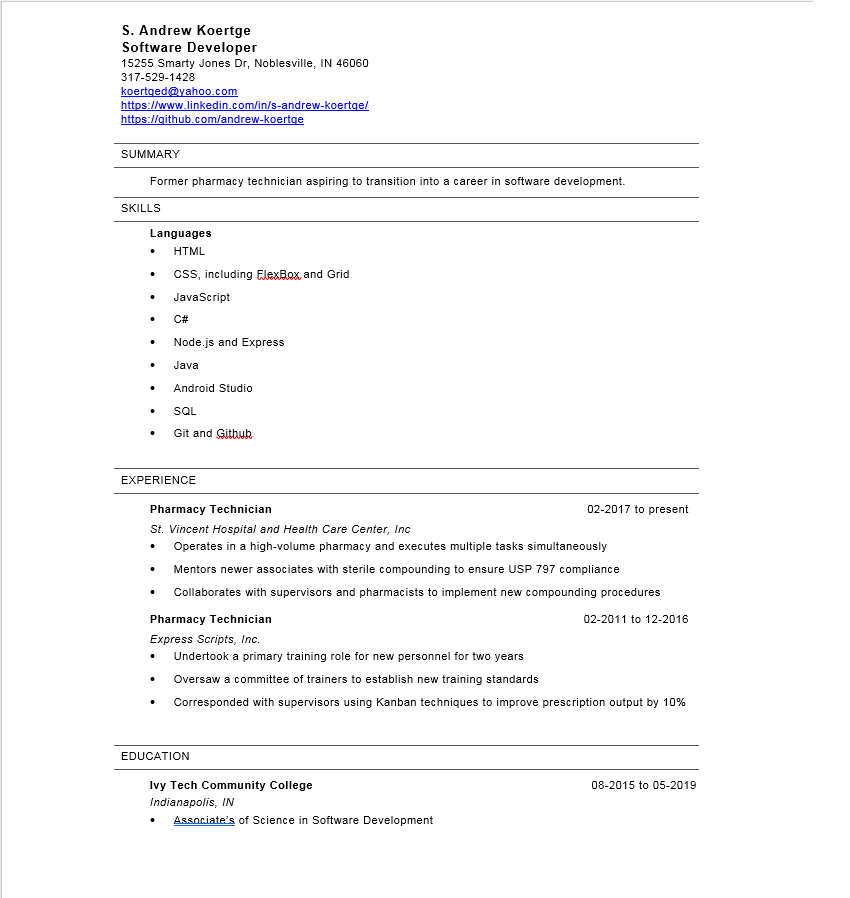 S. Andrew Koertge
Software Developer
15255 Smarty Jones Dr, Noblesville, IN 46060
317-529-1428
koertged@yahoo.com
https://www.linkedin.com/in/s-andrew-koertge/
https://github.com/andrew-koertge
SUMMARY
Former pharmacy technician aspiring to transition into a career in software development.
SKILLS
Languages
• HTML
• CSS, including FlexBox and Grid
• JavaScript
• C#
• Node.js and Express
• Java
• Android Studio
• SQL
• Git and Github
EXPERIENCE
Pharmacy Technician 02-2017 to present
St. Vincent Hospital and Health Care Center, Inc
• Operates in a high-volume pharmacy and executes multiple tasks simultaneously
• Mentors newer associates with sterile compounding to ensure USP 797 compliance
• Collaborates with supervisors and pharmacists to implement new compounding procedures
Pharmacy Technician 02-2011 to 12-2016
Express Scripts, Inc.
• Undertook a primary training role for new personnel for two years
• Oversaw a committee of trainers to establish new training standards
• Corresponded with supervisors using Kanban techniques to improve prescription output by 10%
EDUCATION
Ivy Tech Community College 08-2015 to 05-2019
Indianapolis, IN
• Associate's of Science in Software Development